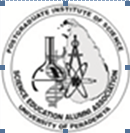 POSTGRADUATE INSTITUTE OF SCIENCE
SCIENCE EDUCATION ALUMNI ASSOCIATION
UNIVERSITY OF PERADENIYA